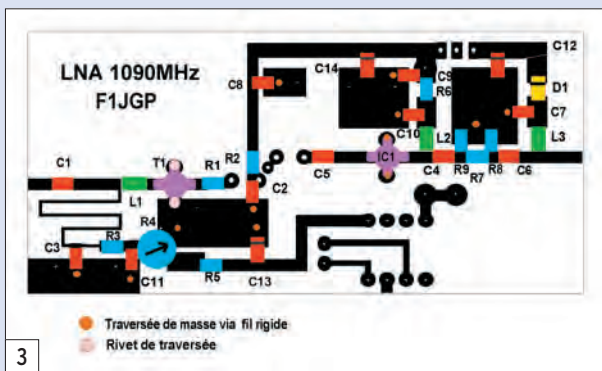 LNA 1090MHz
F1JGP
C14
C12
C8
C9
R6
D1
C7
C10
C1
T1
R1
R2
L2
L3
C5
IC1
C4
R9
R7
R8
C6
L1
C2
R4
C3
R3
C11
R5
C13
Traversée de masse via fil rigide
Rivet de traversée
3